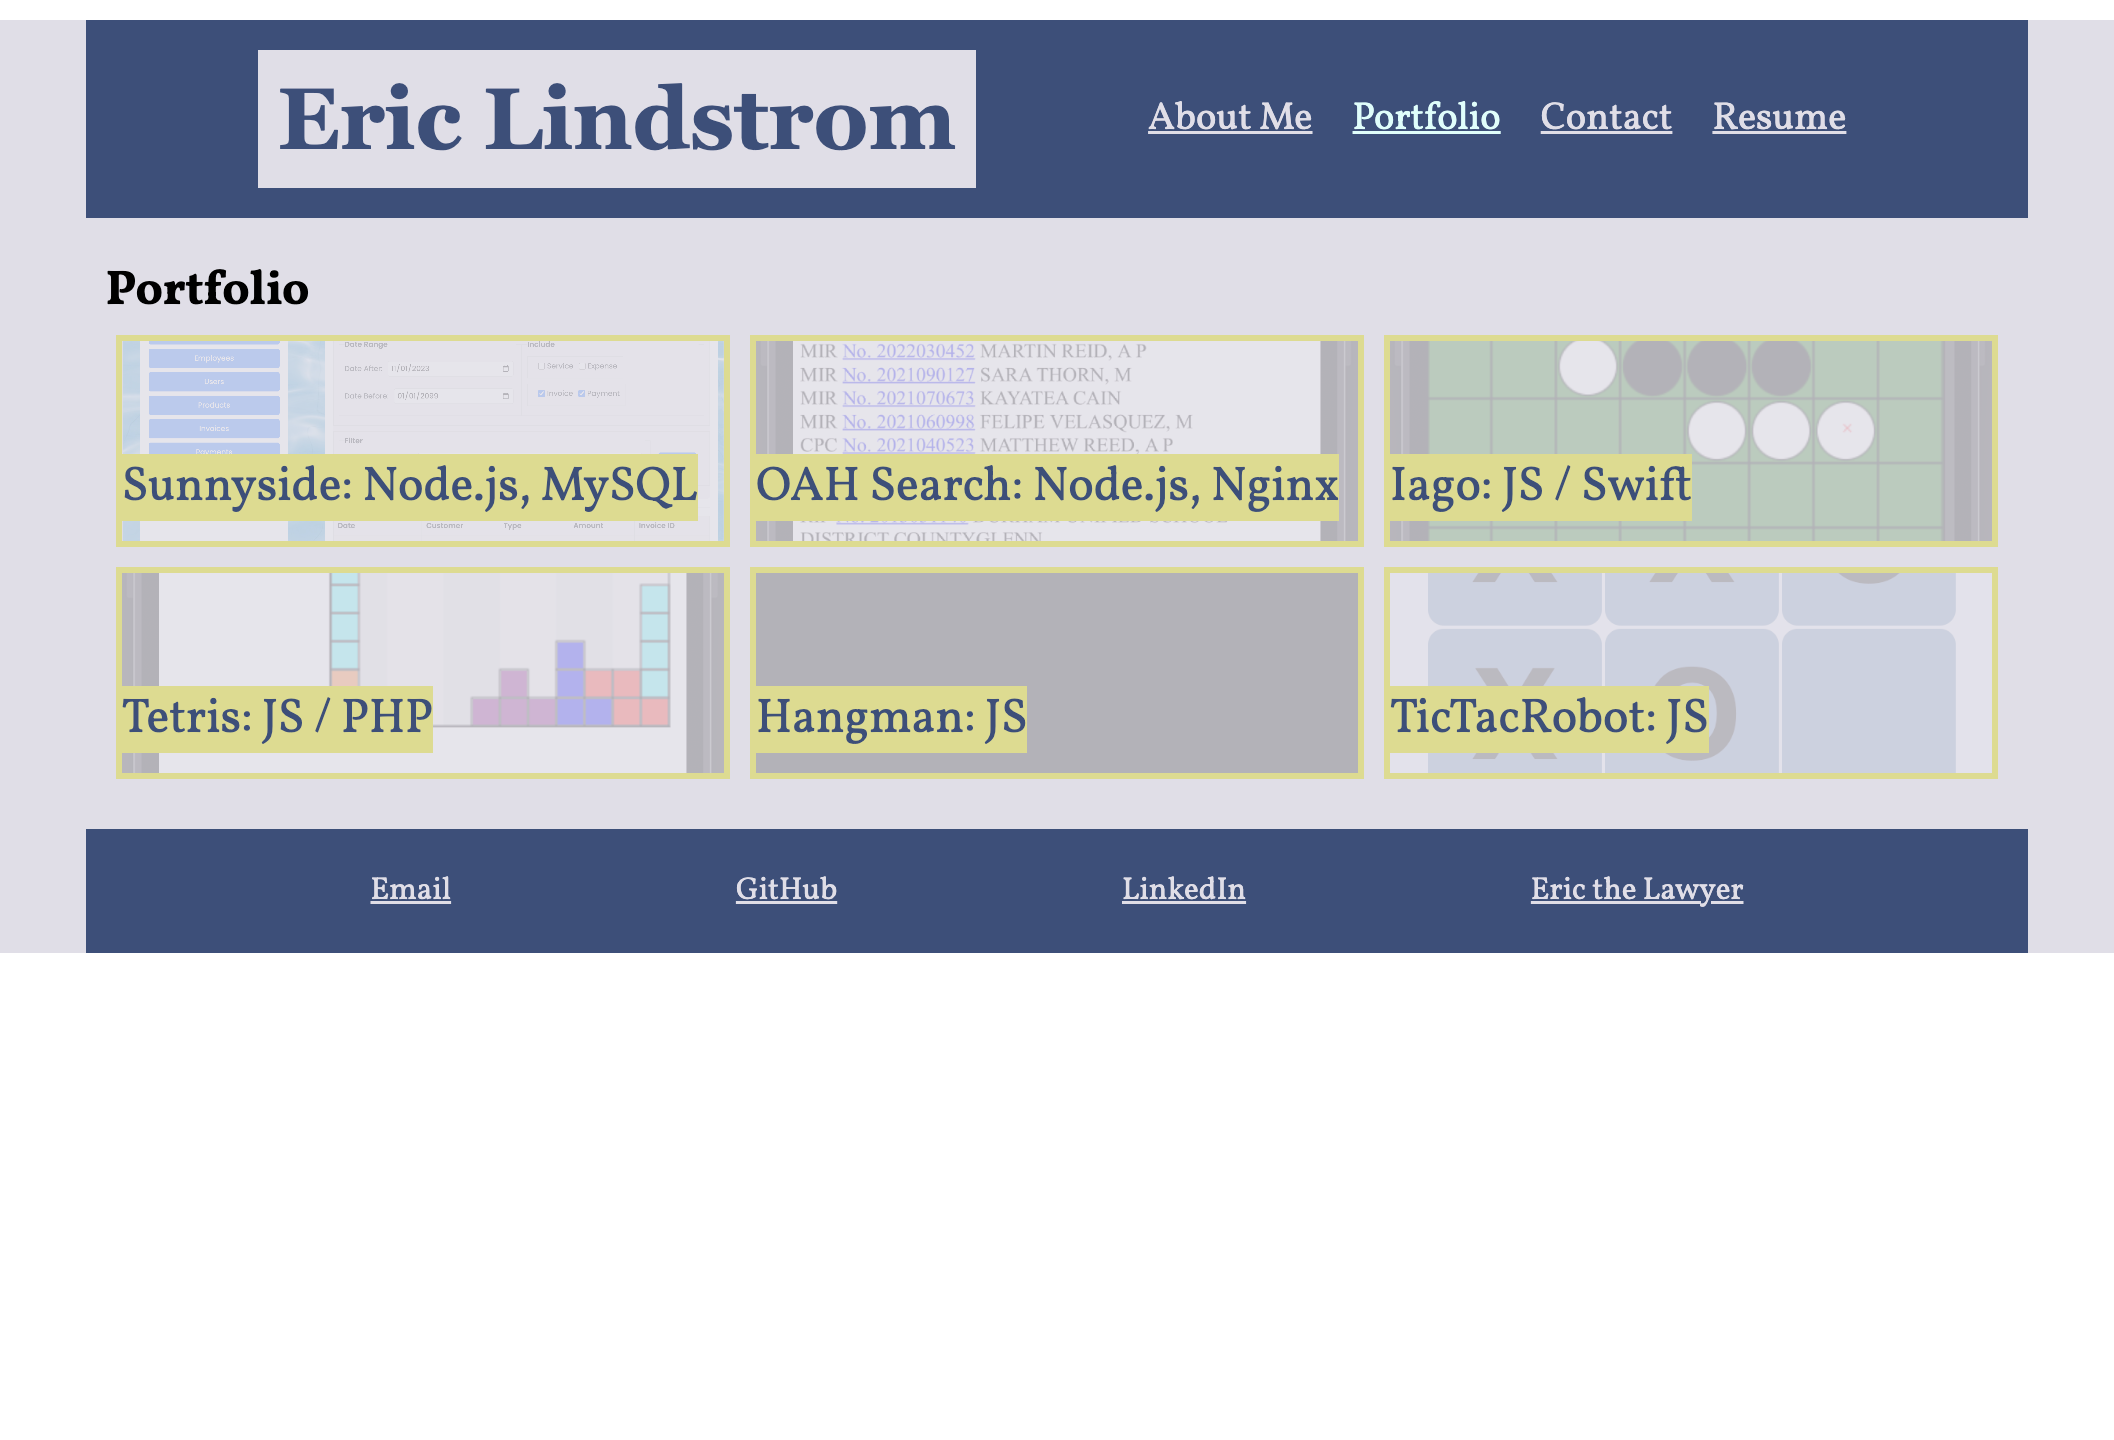 Eric Lindstrom
About Me Portfolio Contact Resume
Portfolio
Employees
Users
Products
Invoices
Payments
Date Range
Date After:
Date Before: 01/01/2099
Include
Service Expense
Invoice Payment
Filter
Sunnyside: Node.js, MySQL
Date Customer Type Amount Invoice ID
MIR No. 2022030452 MARTIN REID, A P
MIR No. 2021090127 SARA THORN, M
MIR No. 2021070673 KAYATEA CAIN
MIR No. 2021060998 FELIPE VELASQUEZ, M
CPC No. 2021040523 MATTHEW REED, A P
OAH Search: Node.js, Nginx
DISTRICT COUNTYGLENN
Iago: JS / Swift
Tetris: JS / PHP
Hangman: JS
X O
TicTacRobot: JS
Email GitHub LinkedIn Eric the Lawyer